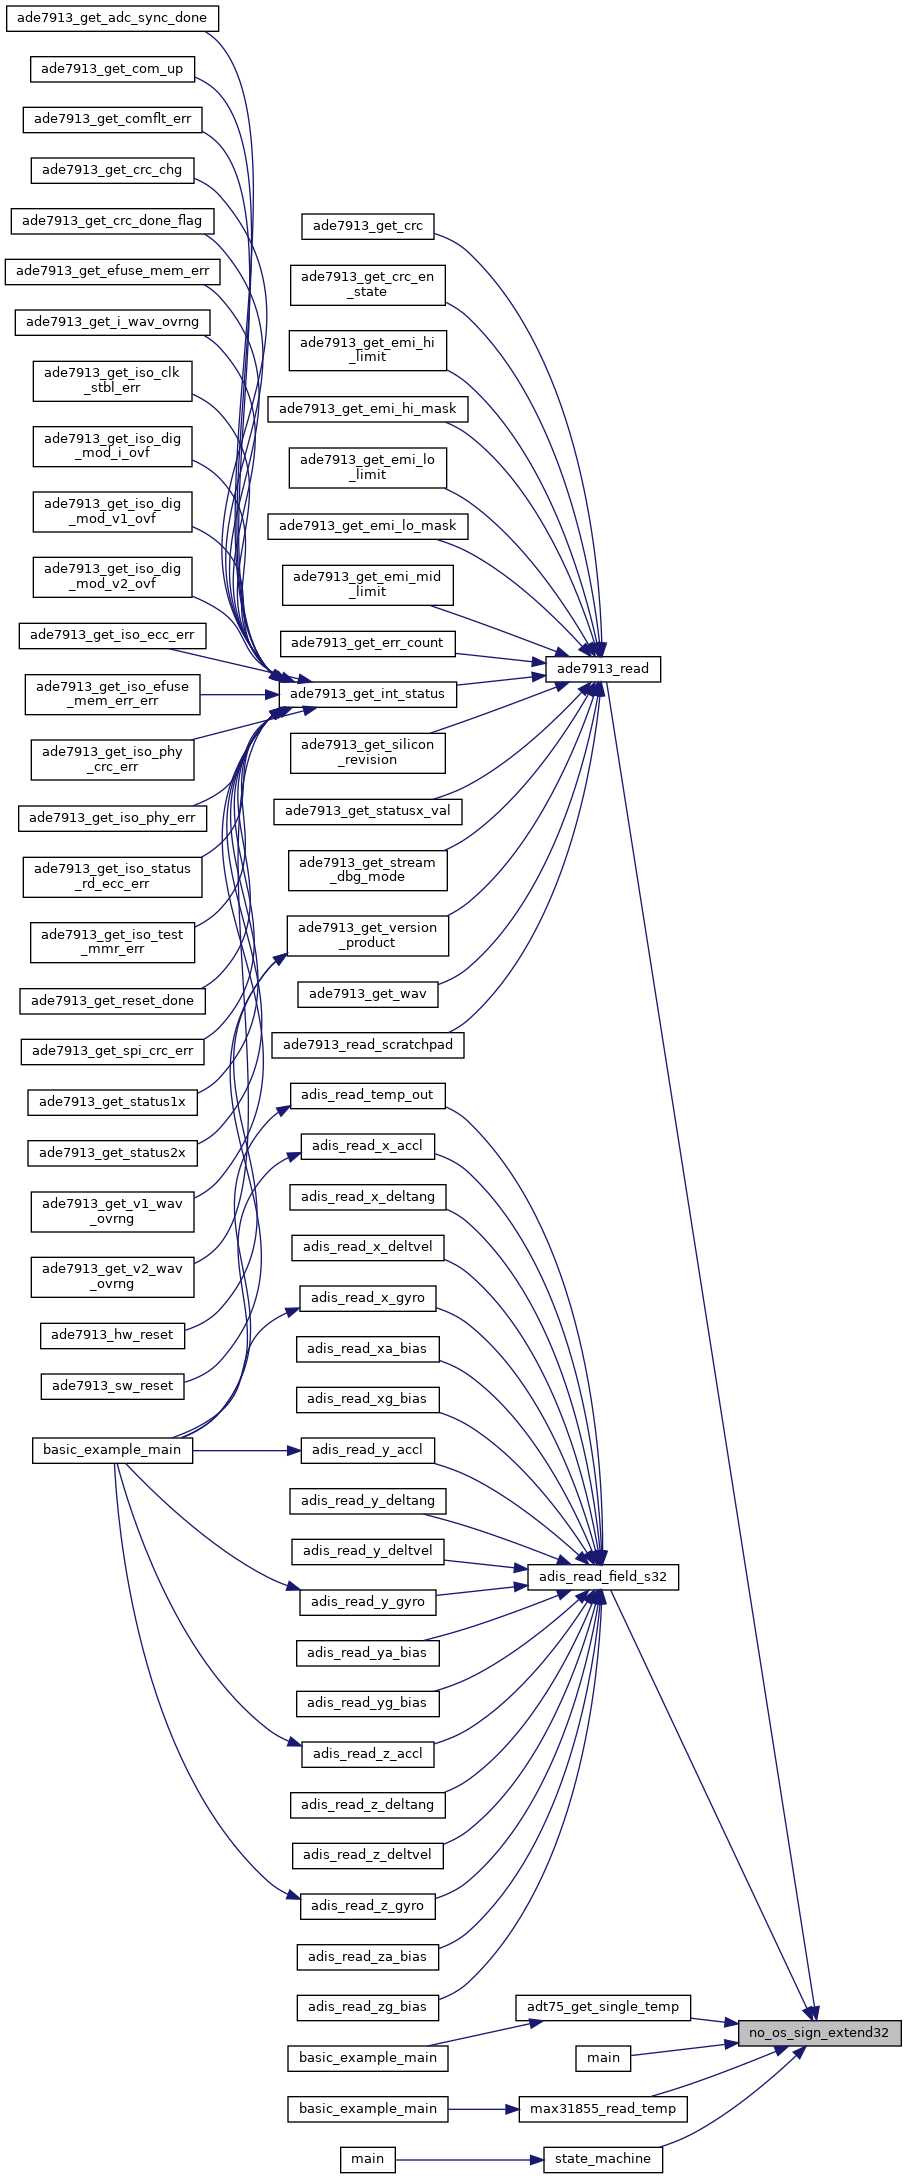 ade7913_get_adc_sync_done
ade7913_get_com_up
ade7913_get_comflt_err
ade7913_get_crc_chg
ade7913_get_crc_done_flag
ade7913_get_efuse_mem_err
ade7913_get_i_wav_ovrng
ade7913_get_iso_clk
_stbl_err
ade7913_get_iso_dig
_mod_i_ovf
ade7913_get_iso_dig
_mod_v1_ovf
ade7913_get_iso_dig
_mod_v2_ovf
ade7913_get_iso_ecc_err
ade7913_get_iso_efuse
_mem_err_err
ade7913_get_iso_phy
_crc_err
ade7913_get_iso_phy_err
ade7913_get_iso_status
_rd_ecc_err
ade7913_get_iso_test
_mmr_err
ade7913_get_reset_done
ade7913_get_spi_crc_err
ade7913_get_status1x
ade7913_get_status2x
ade7913_get_v1_wav
_ovrng
ade7913_get_v2_wav
_ovrng
ade7913_hw_reset
ade7913_sw_reset
basic_example_main
ade7913_get_crc
ade7913_get_crc_en
_state
ade7913_get_emi_hi
_limit
ade7913_get_emi_hi_mask
ade7913_get_emi_lo
_limit
ade7913_get_emi_lo_mask
ade7913_get_emi_mid
_limit
ade7913_get_err_count
ade7913_get_int_status
ade7913_get_silicon
_revision
ade7913_get_statusx_val
ade7913_get_stream
_dbg_mode
ade7913_get_version
_product
ade7913_get_wav
ade7913_read_scratchpad
adis_read_temp_out
adis_read_x_accl
adis_read_x_deltang
adis_read_x_deltvel
adis_read_x_gyro
adis_read_xa_bias
adis_read_xg_bias
adis_read_y_accl
adis_read_y_deltang
adis_read_y_deltvel
adis_read_y_gyro
adis_read_ya_bias
adis_read_yg_bias
adis_read_z_accl
adis_read_z_deltang
adis_read_z_deltvel
adis_read_z_gyro
adis_read_za_bias
adis_read_zg_bias
basic_example_main
basic_example_main
main
ade7913_read
adis_read_field_s32
adt75_get_single_temp
main
max31855_read_temp
state_machine
no_os_sign_extend32